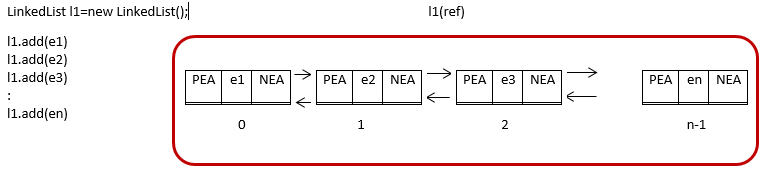 LinkedList l1=new LinkedList();
l1(ref)
l1.add(e1)
l1.add(e2)
l1.add(e3)
:
l1.add(en)
PEA e1 NEA PEA e2 NEA PEA e3 NEA PEA en NEA
0 1 2 n-1